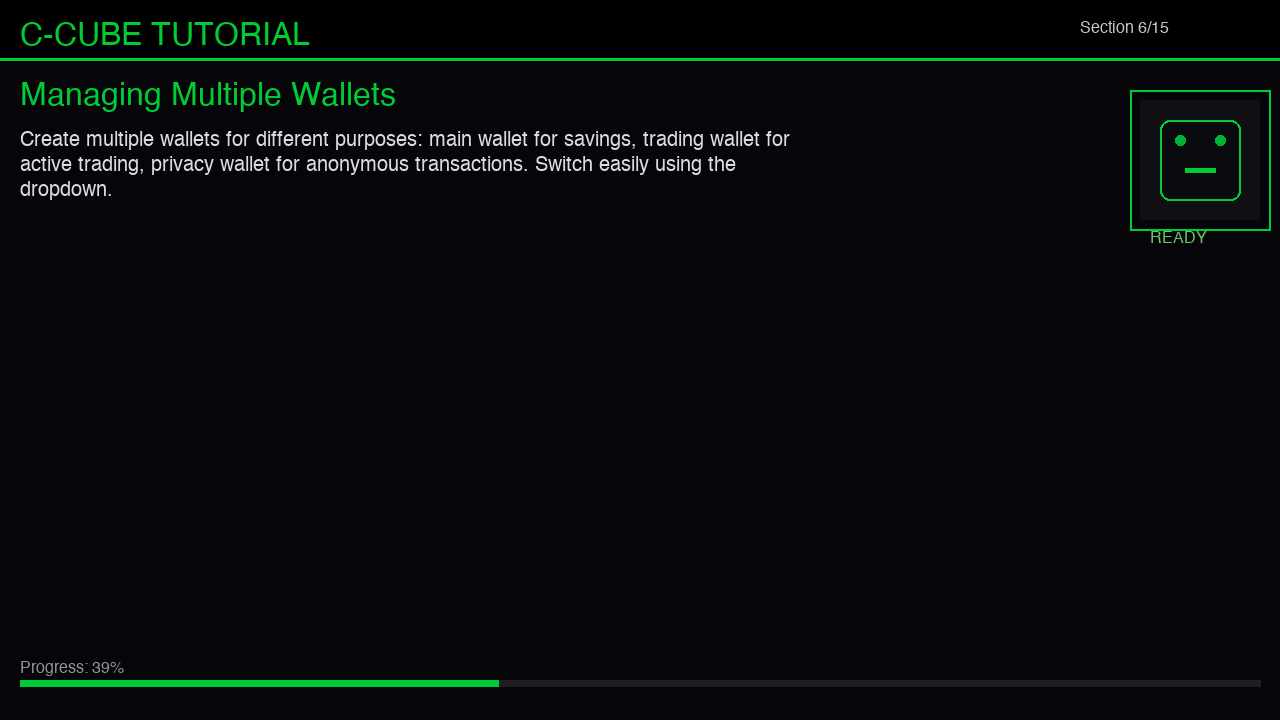 C-CUBE TUTORIAL
Section 6/15
Managing Multiple Wallets
Create multiple wallets for different purposes: main wallet for savings, trading wallet for
active trading, privacy wallet for anonymous transactions. Switch easily using the
dropdown.
READY
Progress: 39%